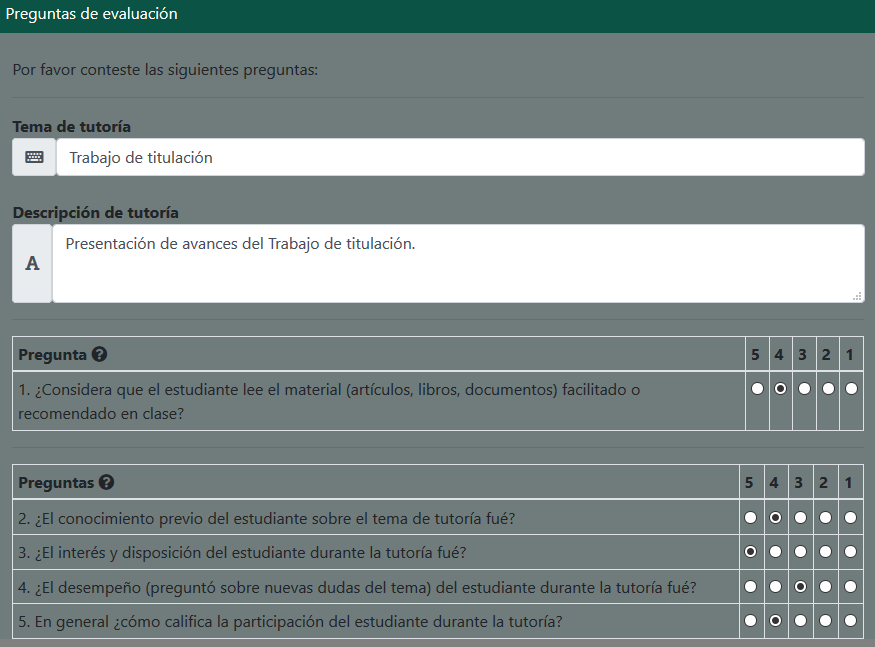 Preguntas de evaluación
Por favor conteste las siguientes preguntas:
Tema de tutoría
Trabajo de titulación
Descripción de tutoría
A
Presentación de avances del Trabajo de titulación.
Pregunta ? 5 4 3 2 1
1. ¿Considera que el estudiante lee el material (artículos, libros, documentos) facilitado o
recomendado en clase?
Preguntas ? 5 4 3 2 1
2. ¿El conocimiento previo del estudiante sobre el tema de tutoría fué?
3. ¿El interés y disposición del estudiante durante la tutoría fué?
4. ¿El desempeño (preguntó sobre nuevas dudas del tema) del estudiante durante la tutoría fué?
5. En general ¿cómo califica la participación del estudiante durante la tutoría?